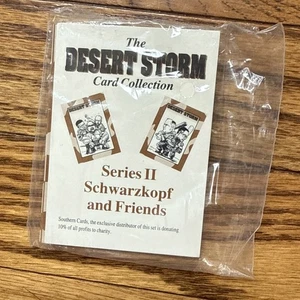 The
DESERT STORM
Card Collection
Series II
Schwarzkopf
and Friends
Southern Cards, the exclusive distributor of this set is donating
10% of all profits to charity.